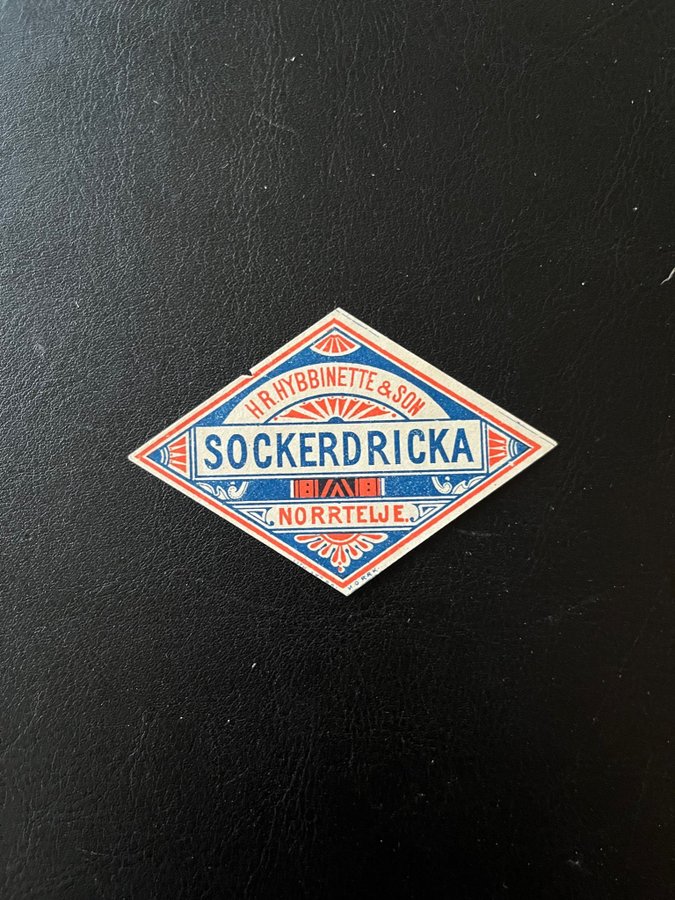 H.R. HYBBINETTE & SON
SOCKERDRICKA
NORRTELJE.